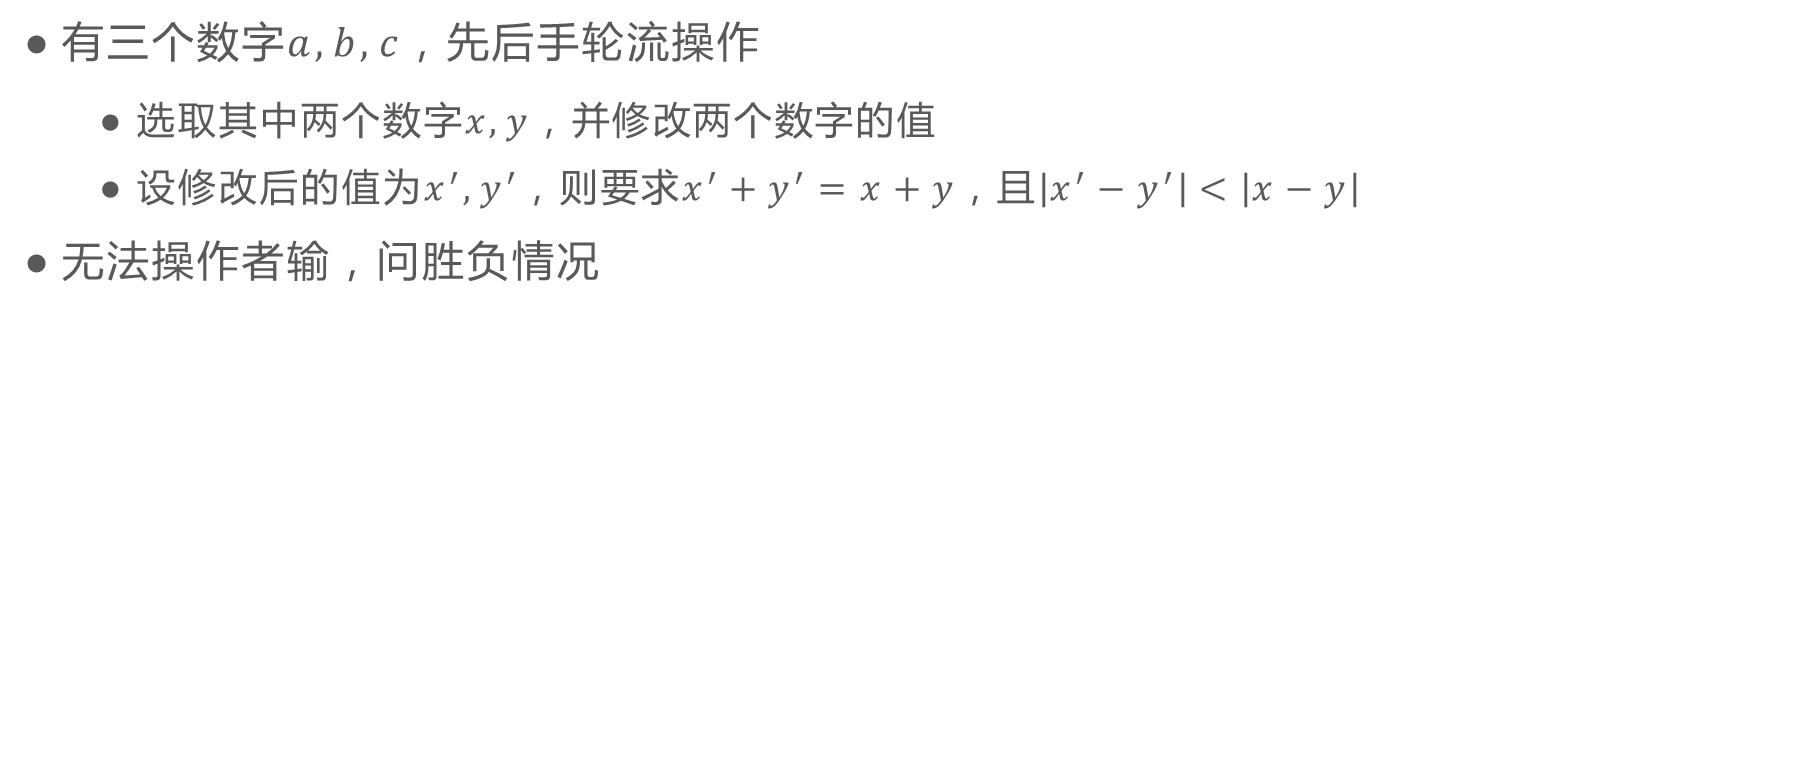 ● 有三个数字a, b, c，先后手轮流操作
● 选取其中两个数字x, y，并修改两个数字的值
● 设修改后的值为x′, y′，则要求x′ + y′ = x + y，且|x′ − y′| < |x − y|
● 无法操作者输，问胜负情况